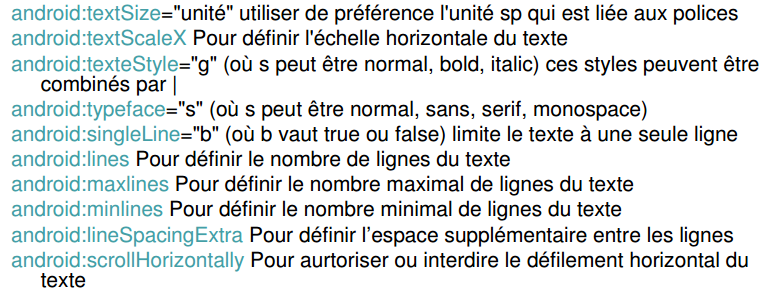 android:textSize="unité" utiliser de préférence l'unité sp qui est liée aux polices
android:textScaleX Pour définir l'échelle horizontale du texte
android:texteStyle="g" (où s peut être normal, bold, italic) ces styles peuvent être
combinés par |
android:typeface="s" (où s peut être normal, sans, serif, monospace)
android:singleLine="b" (où b vaut true ou false) limite le texte à une seule ligne
android:lines Pour définir le nombre de lignes du texte
android:maxlines Pour définir le nombre maximal de lignes du texte
android:minlines Pour définir le nombre minimal de lignes du texte
android:lineSpacingExtra Pour définir l’espace supplémentaire entre les lignes
android:scrollHorizontally Pour aurtoriser ou interdire le défilement horizontal du
texte